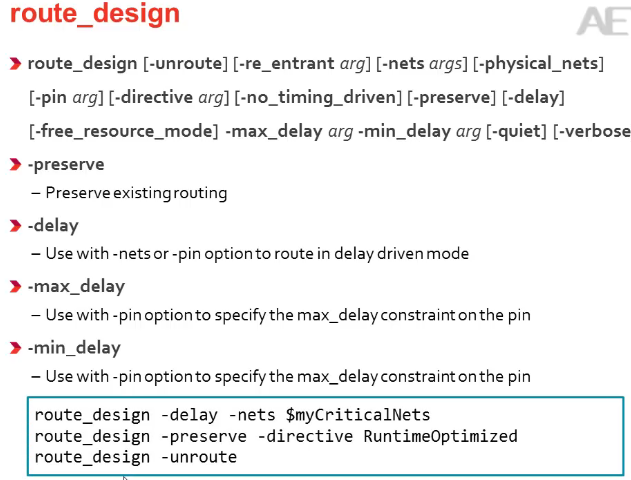 route_design
AE
route_design [-unroute] [-re_entrant arg] [-nets args] [-physical_nets]
[-pin arg] [-directive arg] [-no_timing_driven] [-preserve] [-delay]
[-free_resource_mode] -max_delay arg -min_delay arg [-quiet] [-verbose
-preserve
– Preserve existing routing
-delay
– Use with -nets or -pin option to route in delay driven mode
-max_delay
– Use with -pin option to specify the max_delay constraint on the pin
-min_delay
– Use with -pin option to specify the max_delay constraint on the pin
route_design -delay -nets $myCriticalNets
route_design -preserve -directive RuntimeOptimized
route_design -unroute